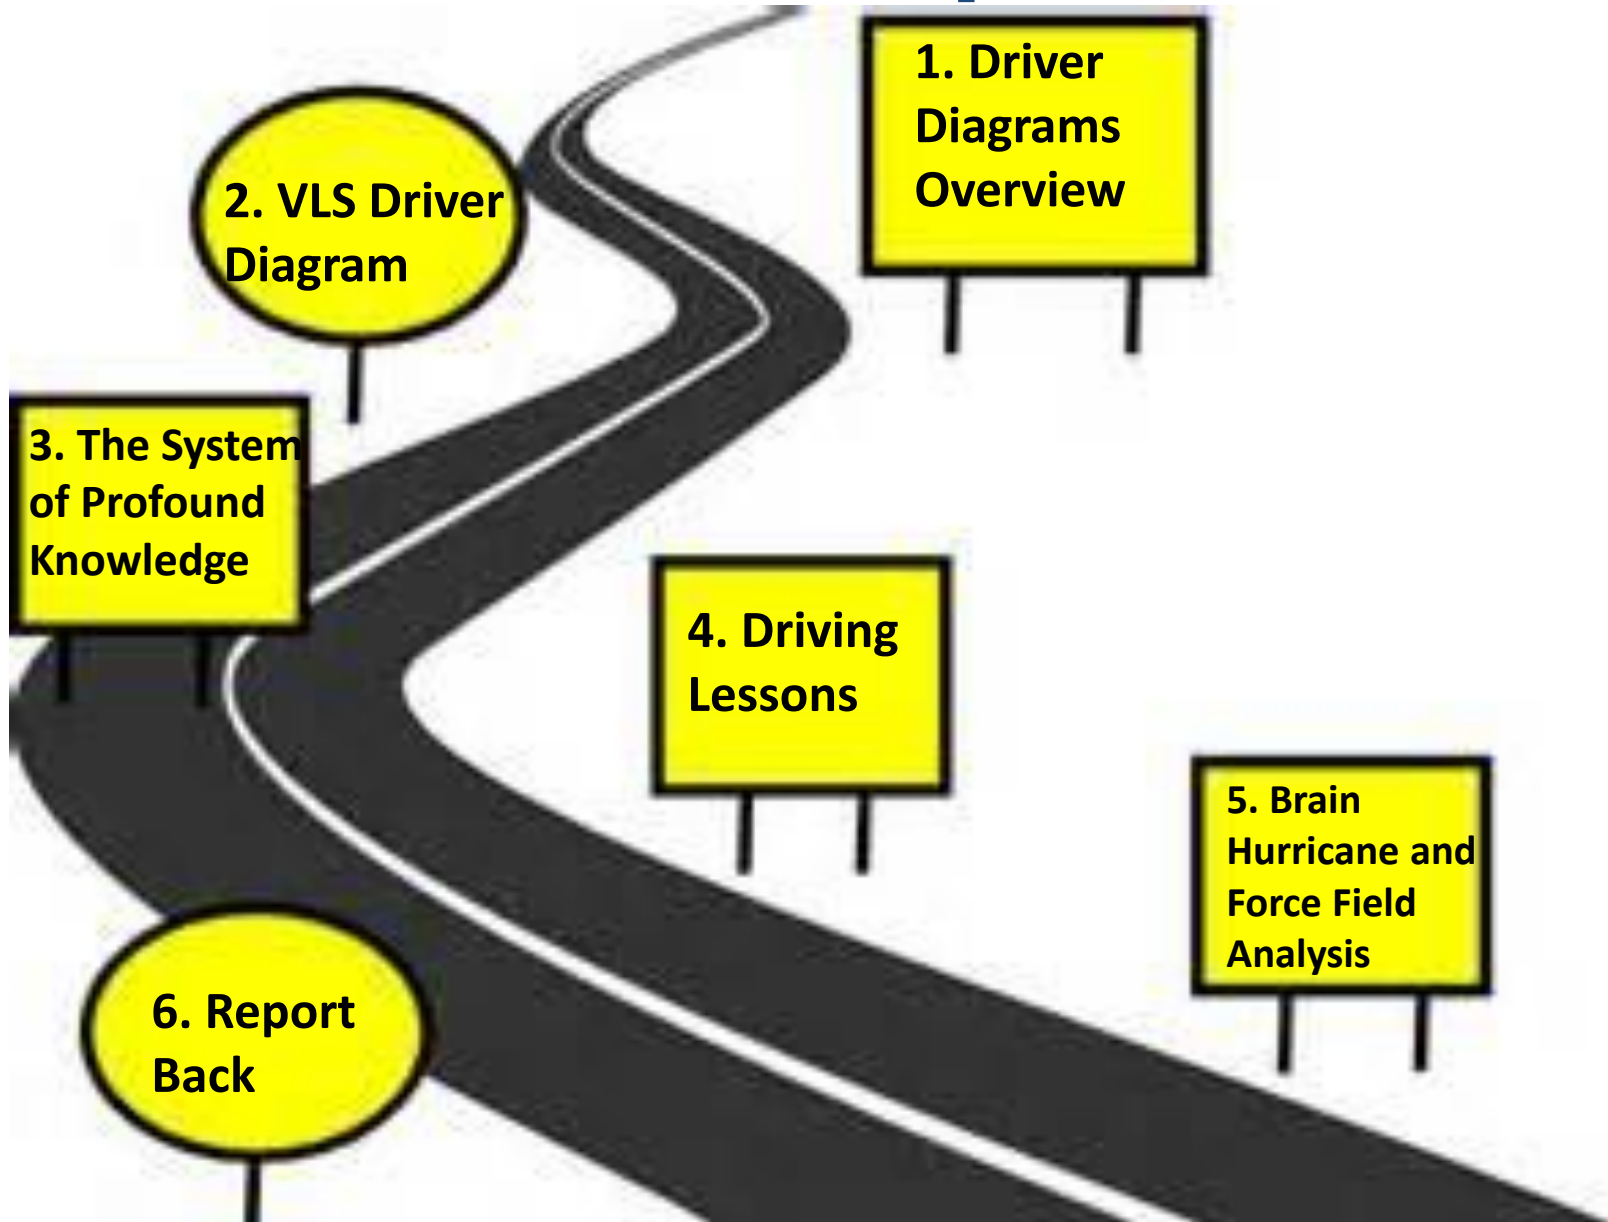 1. Driver
Diagrams
Overview
2. VLS Driver
Diagram
3. The System
of Profound
Knowledge
4. Driving
Lessons
5. Brain
Hurricane and
Force Field
Analysis
6. Report
Back